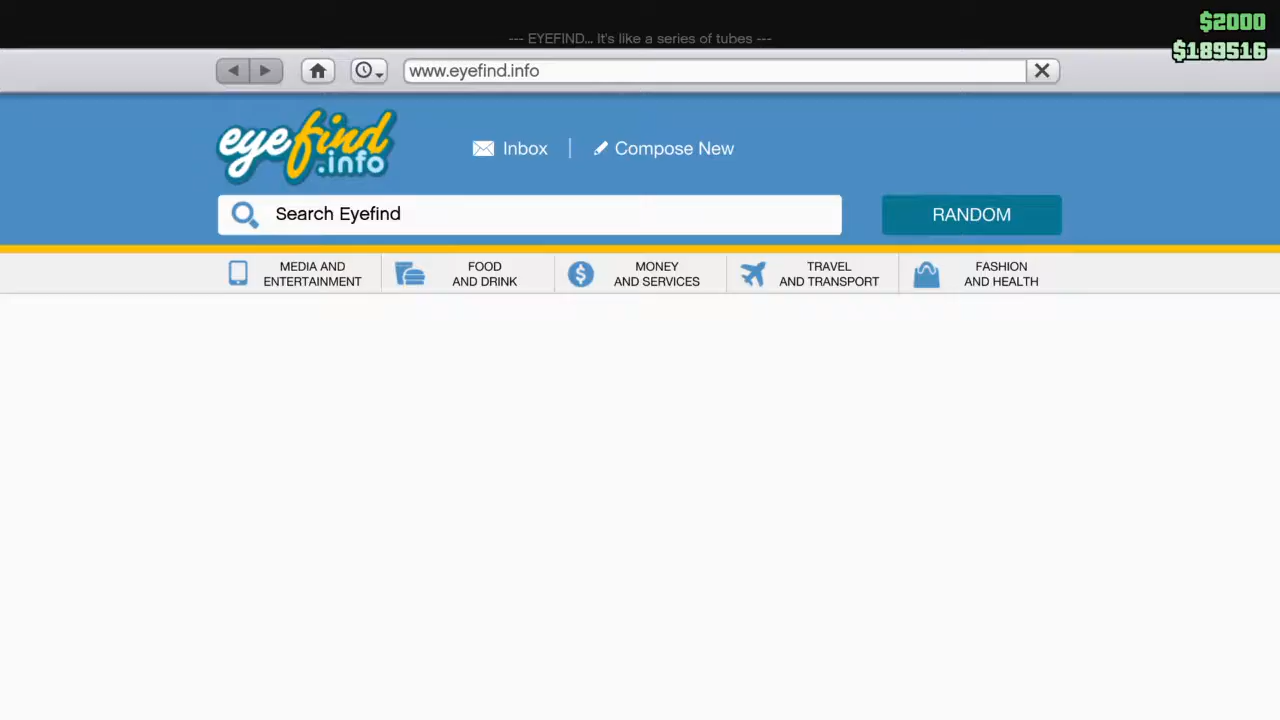 $2000
--- EYEFIND... It's like a series of tubes ---
$189516
www.eyefind.info
eyefind
.info
Inbox
Compose New
Search Eyefind
RANDOM
MEDIA AND
ENTERTAINMENT
FOOD
AND DRINK
MONEY
AND SERVICES
TRAVEL
AND TRANSPORT
FASHION
AND HEALTH